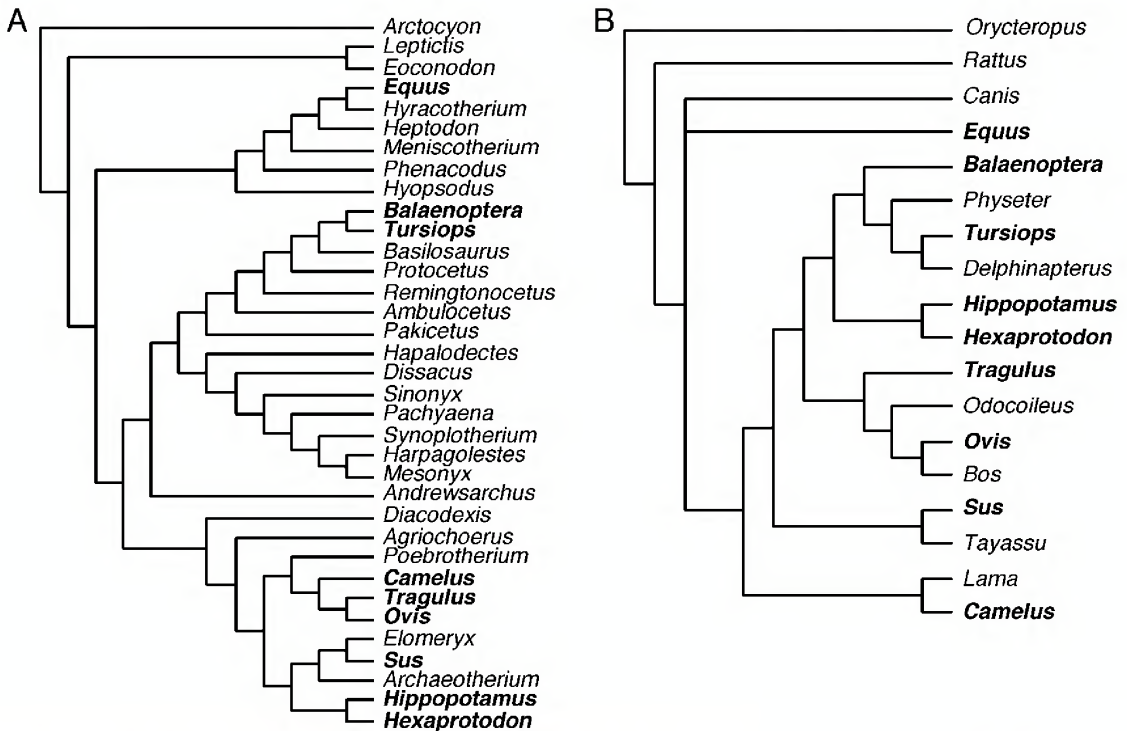 A
Arctocyon
Leptictis
Eoconodon
Equus
Hyracotherium
Heptodon
Meniscotherium
Phenacodus
Hyopsodus
Balaenoptera
Tursiops
Basilosaurus
Protocetus
Remingtonocetus
Ambulocetus
Pakicetus
Hapalodectes
Dissacus
Sinonyx
Pachyaena
Synoplotherium
Harpagolestes
Mesonyx
Andrewsarchus
Diacodexis
Agriochoerus
Poebrotherium
Camelus
Tragulus
Ovis
Elomeryx
Sus
Archaeotherium
Hippopotamus
Hexaprotodon
B
Orycteropus
Rattus
Canis
Equus
Balaenoptera
Physeter
Tursiops
Delphinapterus
Hippopotamus
Hexaprotodon
Tragulus
Odocoileus
Ovis
Bos
Sus
Tayassu
Lama
Camelus